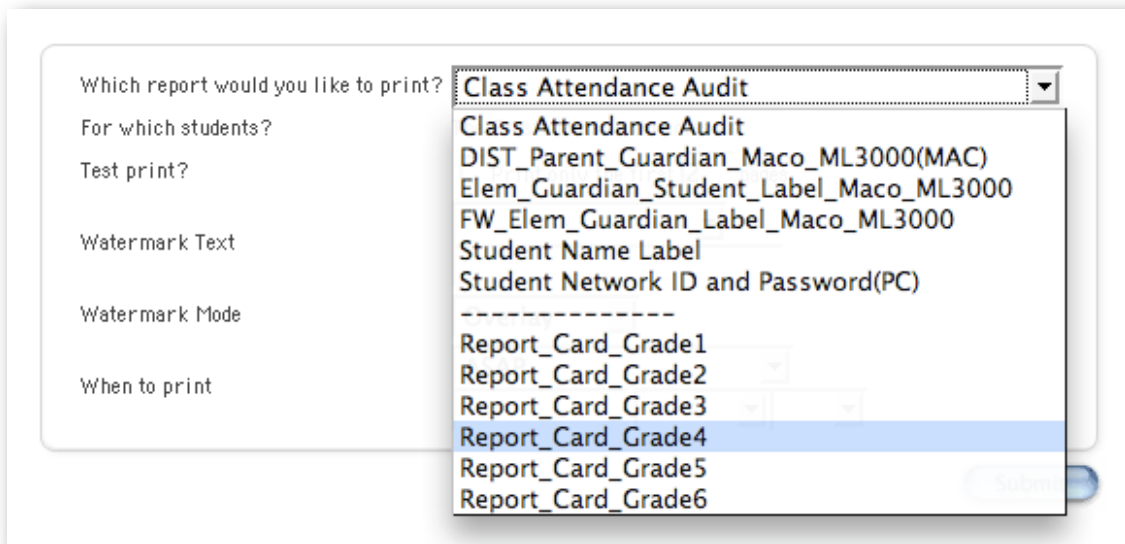 Which report would you like to print? Class Attendance Audit
For which students?
Test print?
Watermark Text
Watermark Mode
When to print
Class Attendance Audit
DIST_Parent_Guardian_Maco_ML3000(MAC)
Elem_Guardian_Student_Label_Maco_ML3000
FW_Elem_Guardian_Label_Maco_ML3000
Student Name Label
Student Network ID and Password(PC)
--------------
Report_Card_Grade1
Report_Card_Grade2
Report_Card_Grade3
Report_Card_Grade4
Report_Card_Grade5
Report_Card_Grade6
Submit